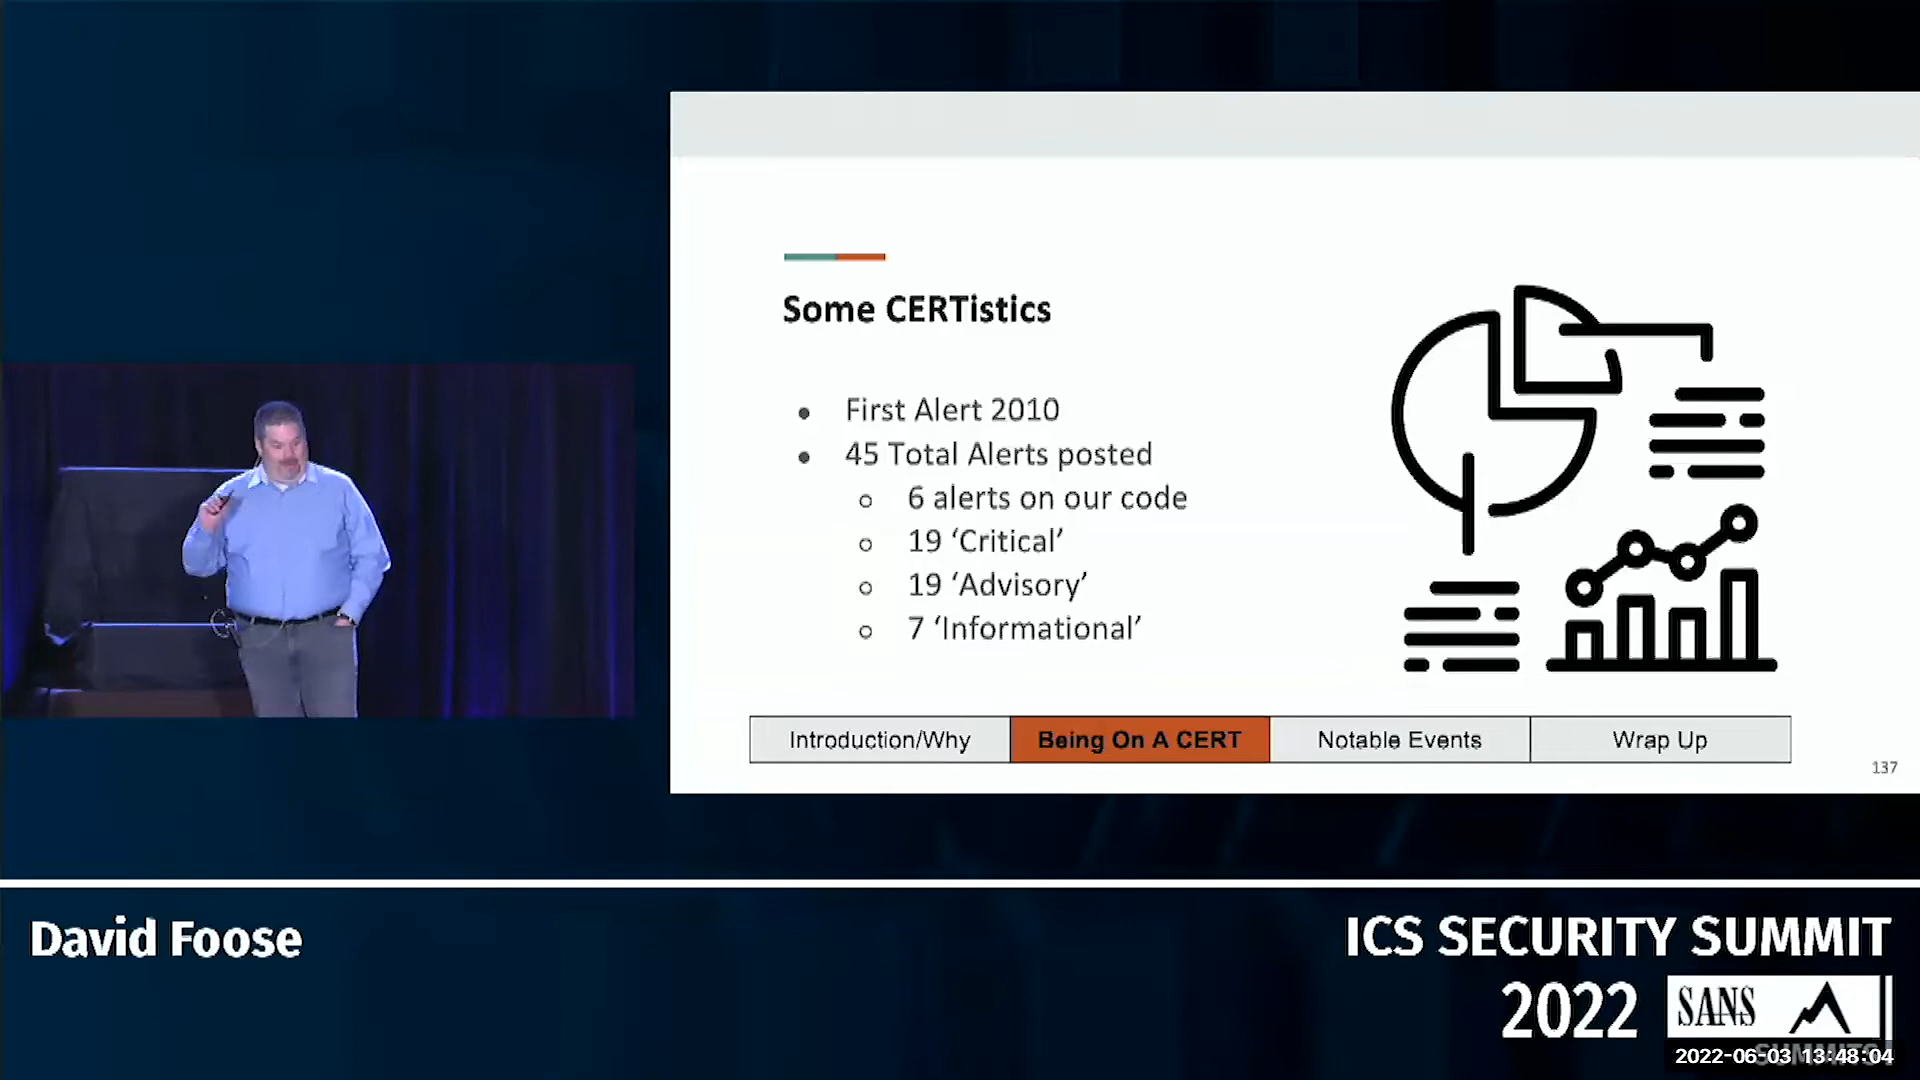 Some CERTistics
• First Alert 2010
• 45 Total Alerts posted
○ 6 alerts on our code
○ 19 ‘Critical’
○ 19 ‘Advisory’
○ 7 ‘Informational’
Introduction/Why
Being On A CERT
Notable Events
Wrap Up
137
David Foose
ICS SECURITY SUMMIT
2022
SANS
SUMMITS
2022-06-03 13:48:04